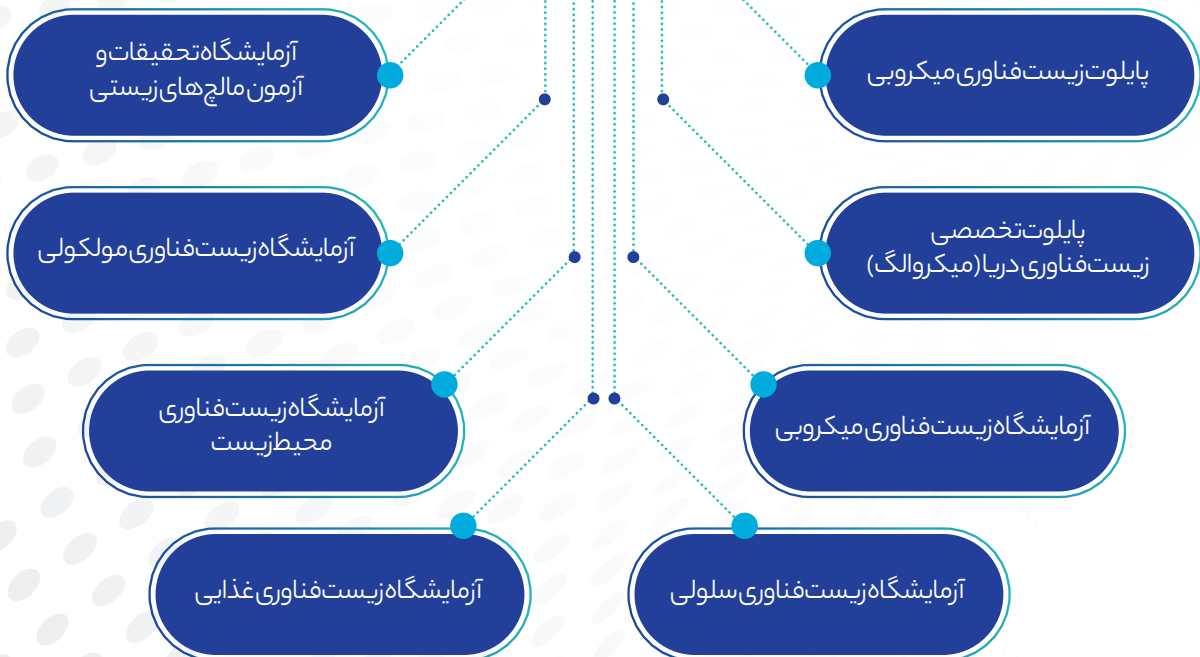 پایلوت زیست‌فناوری میکروبی
آزمایشگاه تحقیقات و
آزمون مالچ‌های زیستی
پایلوت تخصصی
زیست‌فناوری دریا (میکروالگ)
آزمایشگاه زیست‌فناوری مولکولی
آزمایشگاه زیست‌فناوری میکروبی
آزمایشگاه زیست‌فناوری
محیط‌زیست
آزمایشگاه زیست‌فناوری سلولی
آزمایشگاه زیست‌فناوری غذایی